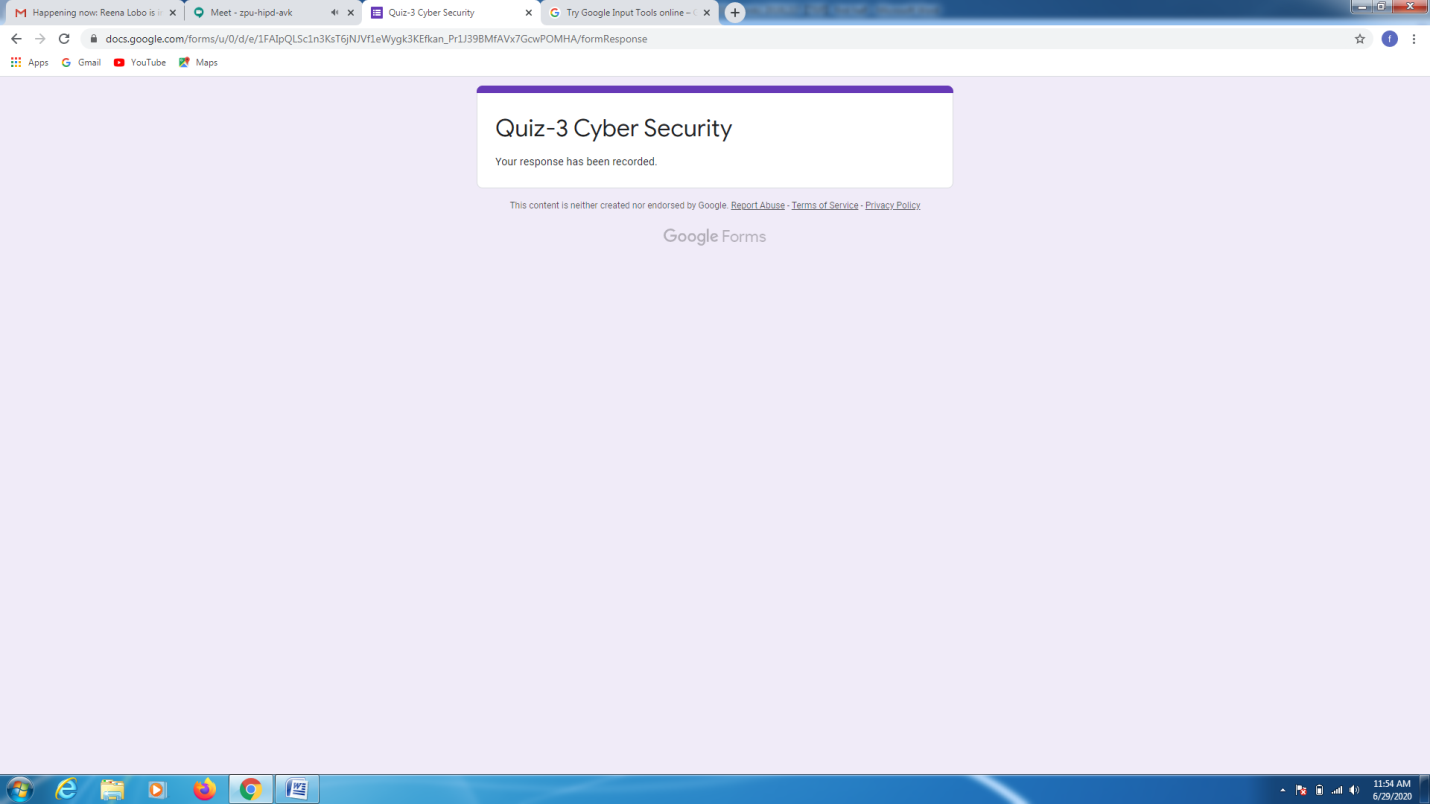 Happening now: Reena Lobo is i
Meet - zpu-hipd-avk
Quiz-3 Cyber Security
Try Google Input Tools online –
docs.google.com/forms/u/0/d/e/1FAIpQLSc1n3KsT6jNJVf1eWygk3KEfkan_Pr1J39BMfAVx7GcwPOMHA/formResponse
f
Apps
Gmail
YouTube
Maps
Quiz-3 Cyber Security
Your response has been recorded.
This content is neither created nor endorsed by Google. Report Abuse - Terms of Service - Privacy Policy
Google Forms
11:54 AM
6/29/2020